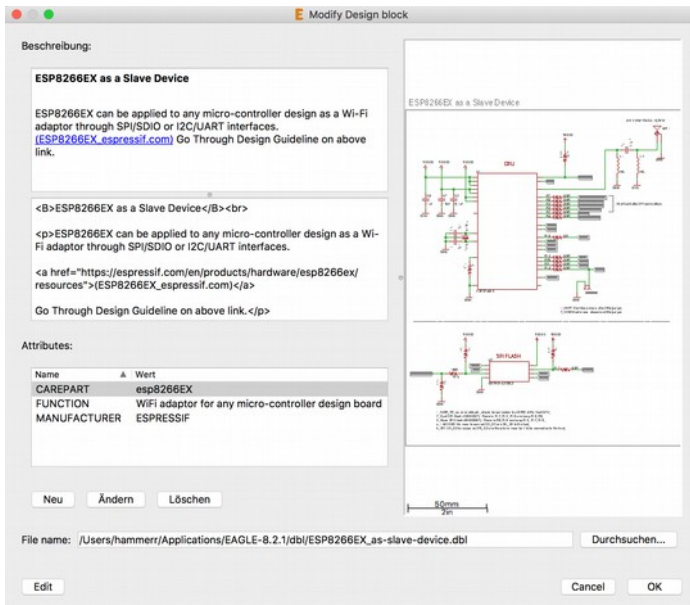 Modify Design block
Beschreibung:
ESP8266EX as a Slave Device
ESP8266EX can be applied to any micro-controller design as a Wi-Fi
adaptor through SPI/SDIO or I2C/UART interfaces.
(ESP8266EX_espressif.com) Go Through Design Guideline on above
link.
<B>ESP8266EX as a Slave Device</B><br>
<p>ESP8266EX can be applied to any micro-controller design as a Wi-
Fi adaptor through SPI/SDIO or I2C/UART interfaces.
<a href="https://espressif.com/en/products/hardware/esp8266ex/
resources">(ESP8266EX_espressif.com)</a>
Go Through Design Guideline on above link.</p>
Attributes:
Name Wert
CAREPART esp8266EX
FUNCTION WiFi adaptor for any micro-controller design board
MANUFACTURER ESPRESSIF
Neu Ändern Löschen
ESP8266EX as a Slave Device
SPI FLASH
50mm
2in
File name: /Users/hammerr/Applications/EAGLE-8.2.1/dbl/ESP8266EX_as-slave-device.dbl Durchsuchen...
Edit Cancel OK